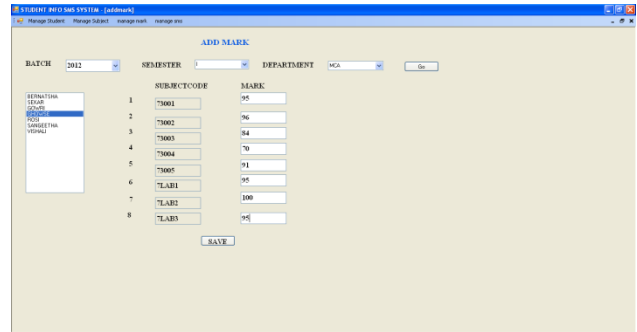 STUDENT INFO SMS SYSTEM - [addmark]
Manage Student Manage Subject manage mark manage sms
ADD MARK
BATCH 2012 SEMESTER 1 DEPARTMENT MCA Go
SUBJECTCODE MARK
BERNATSHA
SEKAR
GOWRI
ROSI
SANGEETHA
VISHALI
1 73001 95
2 73002 96
3 73003 84
4 73004 70
5 73005 91
6 7LAB1 95
7 7LAB2 100
8 7LAB3 95
SAVE